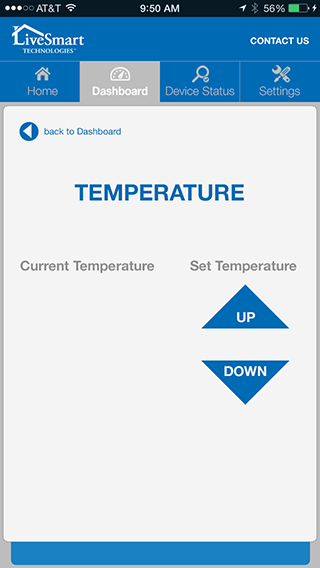 AT&T 9:50 AM 56%
LiveSmart
TECHNOLOGIES™
CONTACT US
Home Dashboard Device Status Settings
back to Dashboard
TEMPERATURE
Current Temperature Set Temperature
UP
DOWN